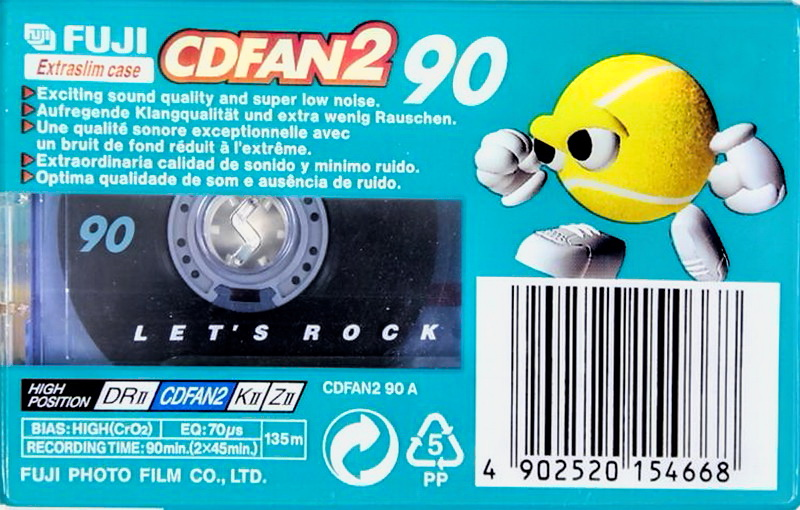 FUJI
Extraslim case
CDFAN2 90
Exciting sound quality and super low noise.
Aufregende Klangqualität und extra wenig Rauschen.
Une qualité sonore exceptionnelle avec
un bruit de fond réduit à l'extrême.
Extraordinaria calidad de sonido y mínimo ruido.
Optima qualidade de som e ausência de ruido.
90
LET'S ROCK
HIGH POSITION DRII CDFAN2 KII ZII
CDFAN2 90 A
BIAS:HIGH(CrO2) EQ:70μs 135m
RECORDING TIME:90min.(2×45min.)
5
PP
FUJI PHOTO FILM CO., LTD.
4 902520 154668